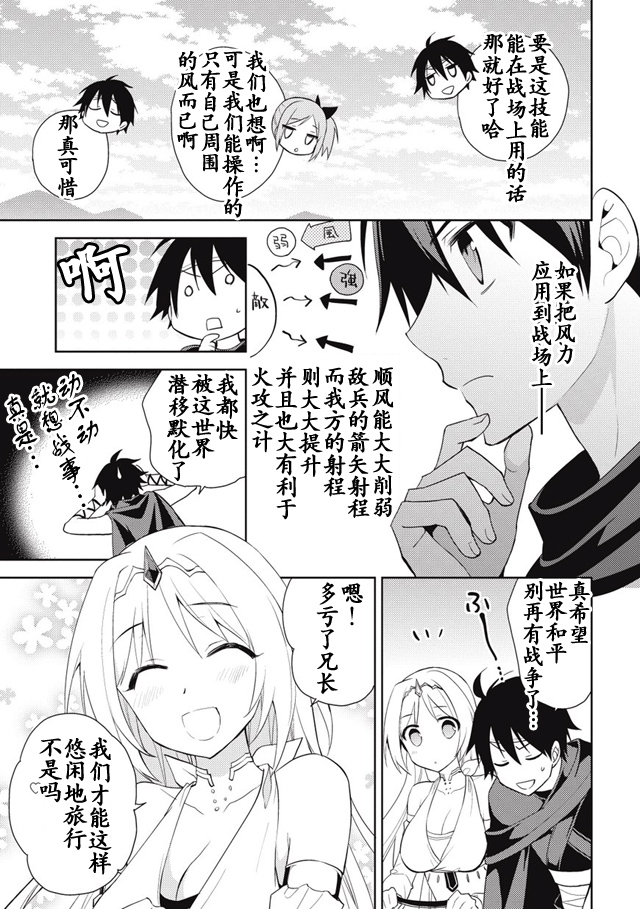 要是这技能
能在战场上用的话
那就好了哈
我们也想啊…
可是我们能操作的
只有自己周围
的风而已啊
那真可惜
如果把风力
应用到战场上——
风
弱
强
敵
顺风能大大削弱
敌兵的箭矢射程
而我方的射程
则大大提升
并且也大有利于
火攻之计
啊
我都快
被这世界
潜移默化了
动不动
就想战事…
真是…
真希望
世界和平
别再有战争了…
ふぅ…
嗯！
多亏了兄长
我们才能这样
悠闲地旅行
不是吗